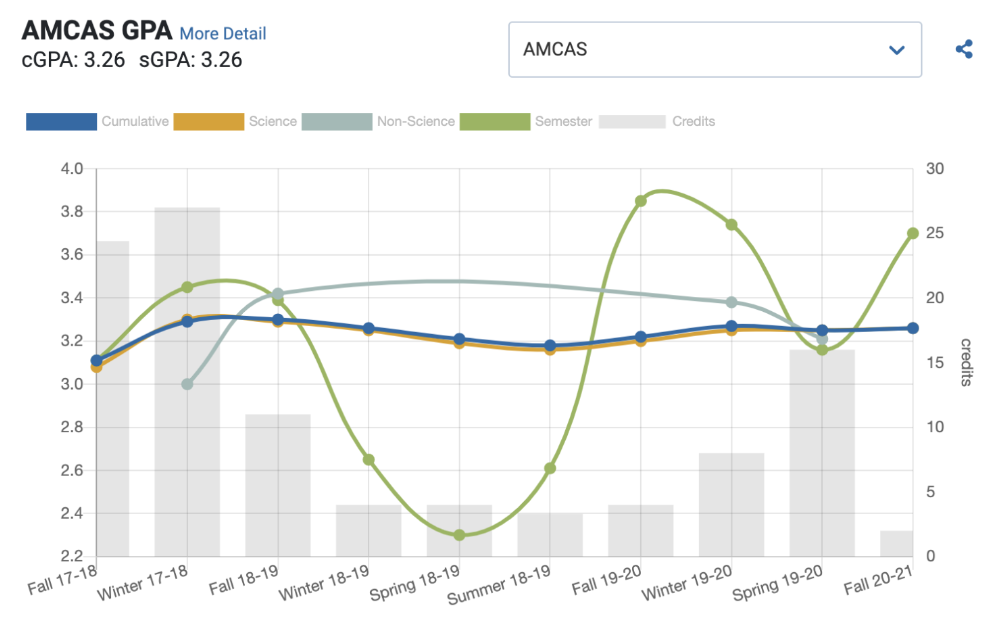 AMCAS GPA More Detail
cGPA: 3.26 sGPA: 3.26
AMCAS
Cumulative Science Non-Science Semester Credits
4.0
3.8
3.6
3.4
3.2
3.0
2.8
2.6
2.4
2.2
30
25
20
15
10
5
0
credits
Fall 17-18
Winter 17-18
Fall 18-19
Winter 18-19
Spring 18-19
Summer 18-19
Fall 19-20
Winter 19-20
Spring 19-20
Fall 20-21